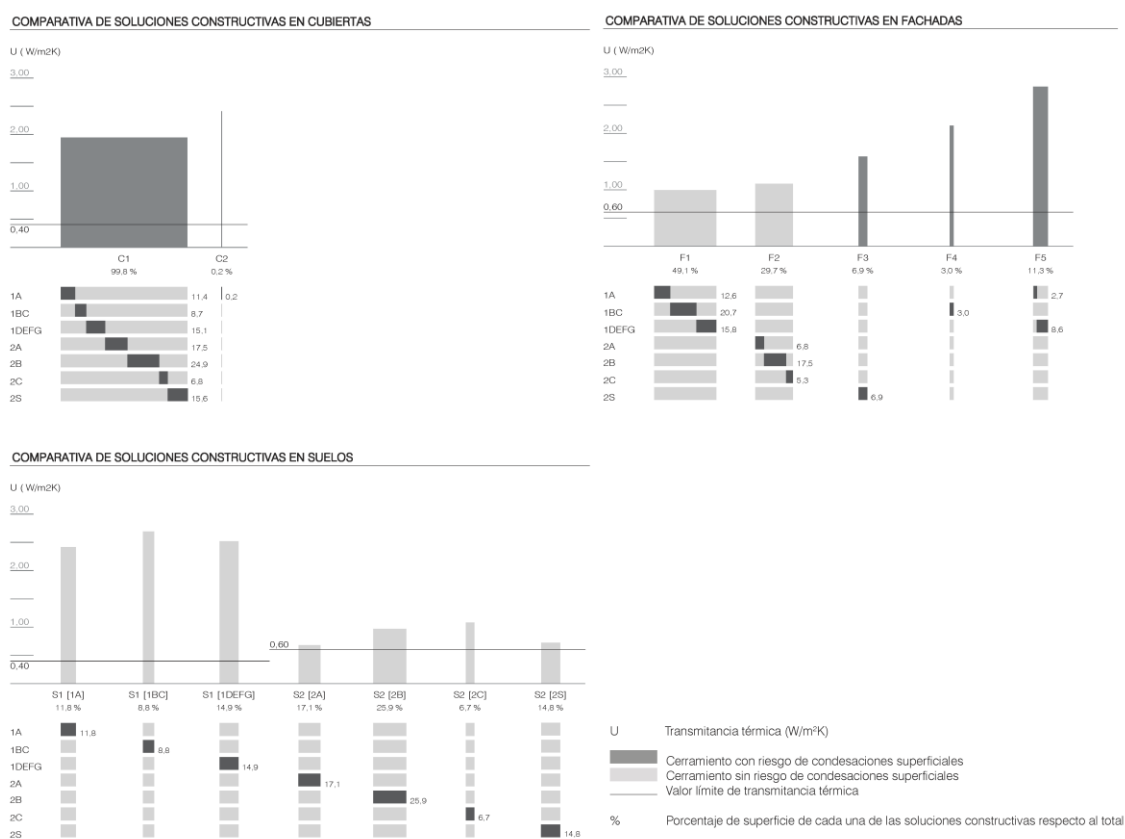 COMPARATIVA DE SOLUCIONES CONSTRUCTIVAS EN CUBIERTAS
U ( W/m2K)
3,00
2,00
1,00
0,40
C1 C2
99,8 % 0,2 %
1A 11,4 0,2
1BC 8,7
1DEFG 15,1
2A 17,5
2B 24,9
2C 6,8
2S 15,6
COMPARATIVA DE SOLUCIONES CONSTRUCTIVAS EN FACHADAS
U ( W/m2K)
3,00
2,00
1,00
0,60
F1 F2 F3 F4 F5
49,1 % 29,7 % 6,9 % 3,0 % 11,3 %
1A 12,6 2,7
1BC 20,7 3,0
1DEFG 15,8 8,6
2A 6,8
2B 17,5
2C 5,3
2S 6,9
COMPARATIVA DE SOLUCIONES CONSTRUCTIVAS EN SUELOS
U ( W/m2K)
3,00
2,00
1,00
0,60
0,40
S1 [1A] S1 [1BC] S1 [1DEFG] S2 [2A] S2 [2B] S2 [2C] S2 [2S]
11,8 % 8,8 % 14,9 % 17,1 % 25,9 % 6,7 % 14,8 %
1A 11,8
1BC 8,8
1DEFG 14,9
2A 17,1
2B 25,9
2C 6,7
2S 14,8
U Transmitancia térmica (W/m²K)
Cerramiento con riesgo de condesaciones superficiales
Cerramiento sin riesgo de condesaciones superficiales
Valor límite de transmitancia térmica
% Porcentaje de superficie de cada una de las soluciones constructivas respecto al total